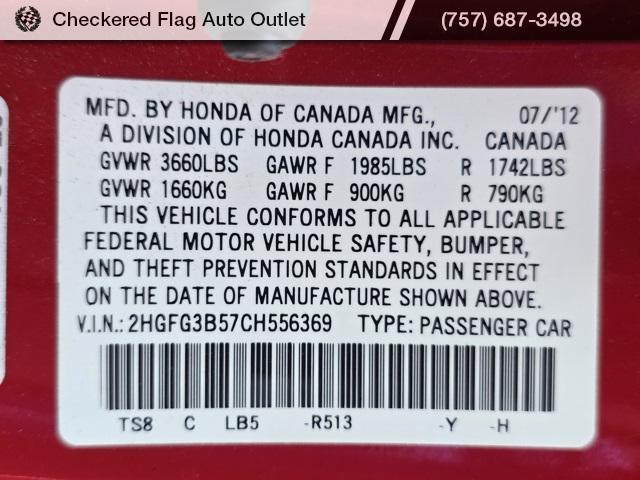 Checkered Flag Auto Outlet (757) 687-3498
MFD. BY HONDA OF CANADA MFG., 07/'12
A DIVISION OF HONDA CANADA INC. CANADA
GVWR 3660LBS GAWR F 1985LBS R 1742LBS
GVWR 1660KG GAWR F 900KG R 790KG
THIS VEHICLE CONFORMS TO ALL APPLICABLE
FEDERAL MOTOR VEHICLE SAFETY, BUMPER,
AND THEFT PREVENTION STANDARDS IN EFFECT
ON THE DATE OF MANUFACTURE SHOWN ABOVE.
V.I.N.: 2HGFG3B57CH556369 TYPE: PASSENGER CAR
TS8 C LB5 -R513 -Y -H